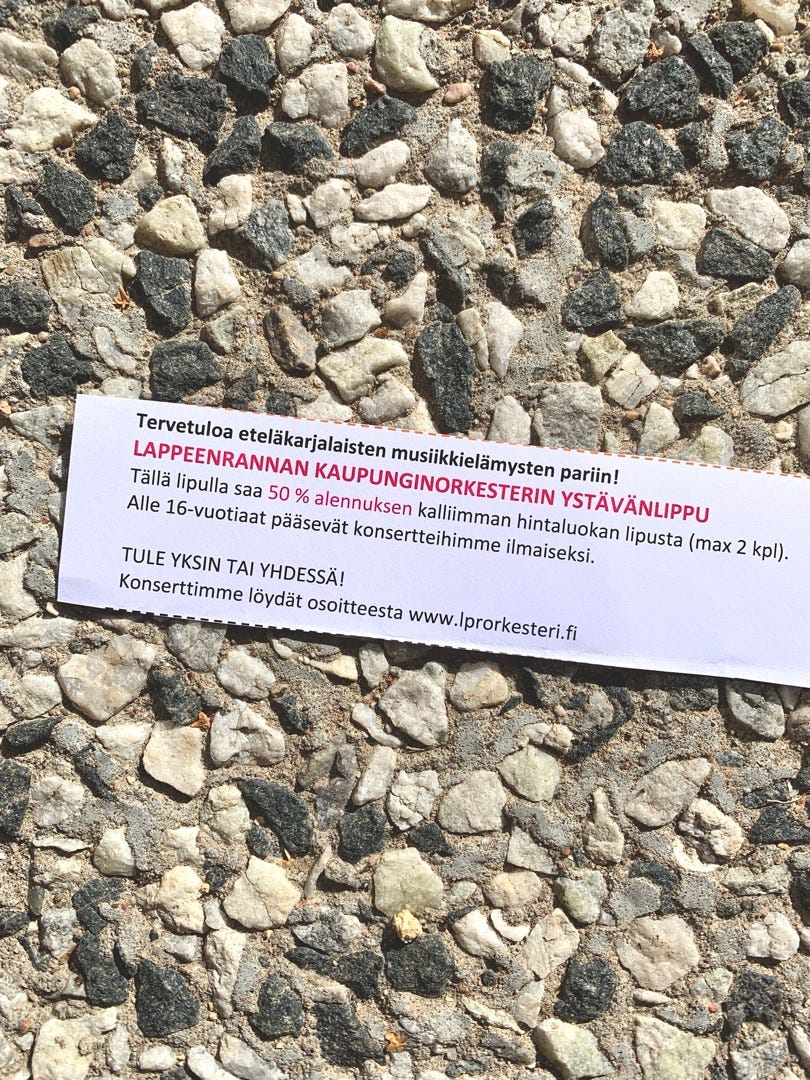 Tervetuloa eteläkarjalaisten musiikkielämysten pariin!
LAPPEENRANNAN KAUPUNGINORKESTERIN YSTÄVÄNLIPPU
Tällä lipulla saa 50 % alennuksen kalliimman hintaluokan lipusta (max 2 kpl).
Alle 16-vuotiaat pääsevät konsertteihimme ilmaiseksi.
TULE YKSIN TAI YHDESSÄ!
Konserttimme löydät osoitteesta www.lprorkesteri.fi